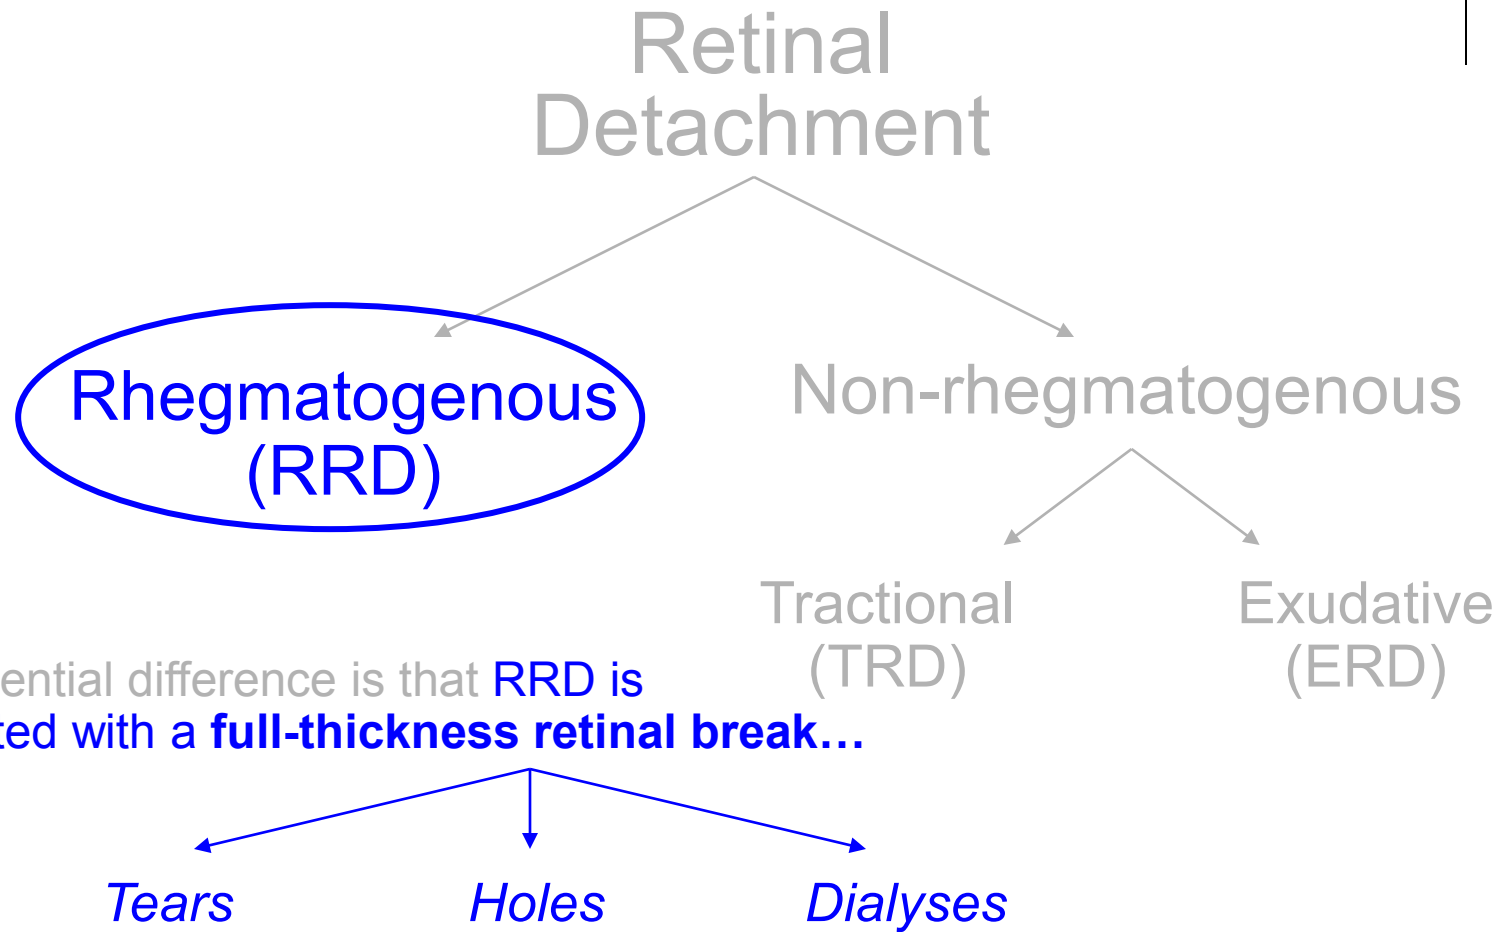 Retinal
Detachment
Rhegmatogenous
(RRD)
Non-rhegmatogenous
Tractional
(TRD)
Exudative
(ERD)
difference is that RRD is
with a full-thickness retinal break…
Tears Holes Dialyses